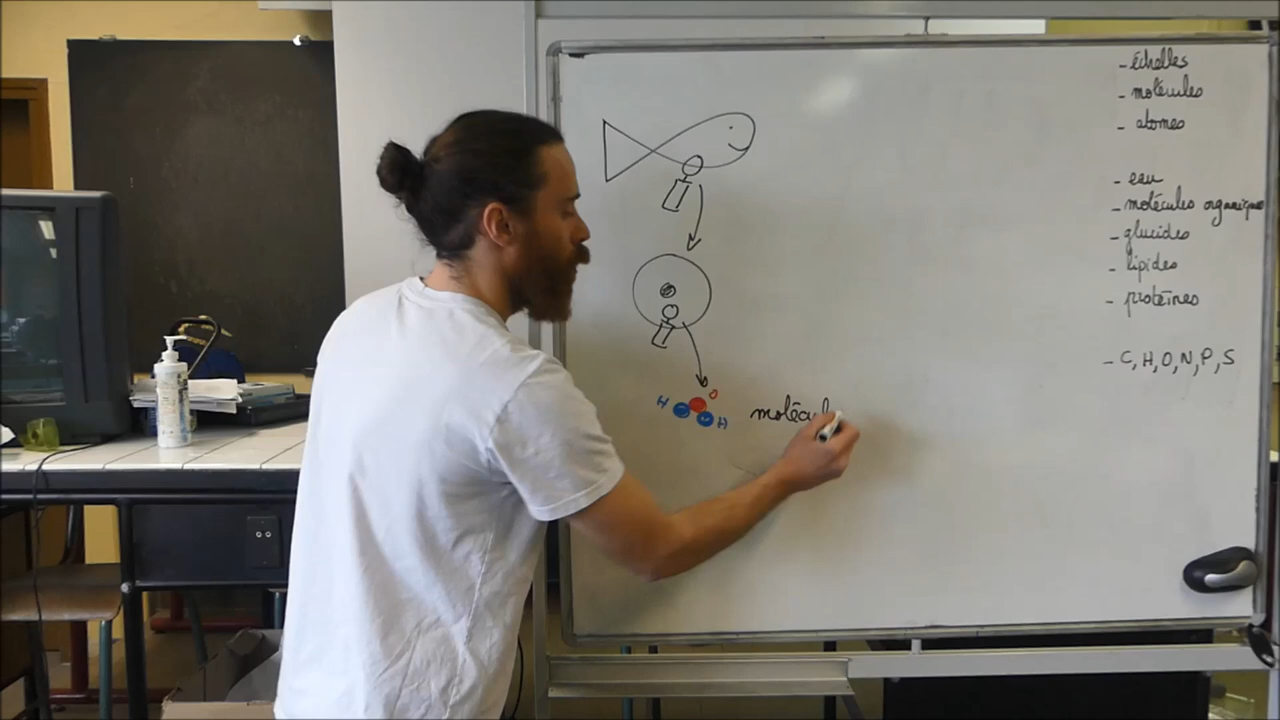 - échelles
- molécules
- atomes
- eau
- molécules organiques
- glucides
- lipides
- protéines
- C, H, O, N, P, S
O
H
H
molécul